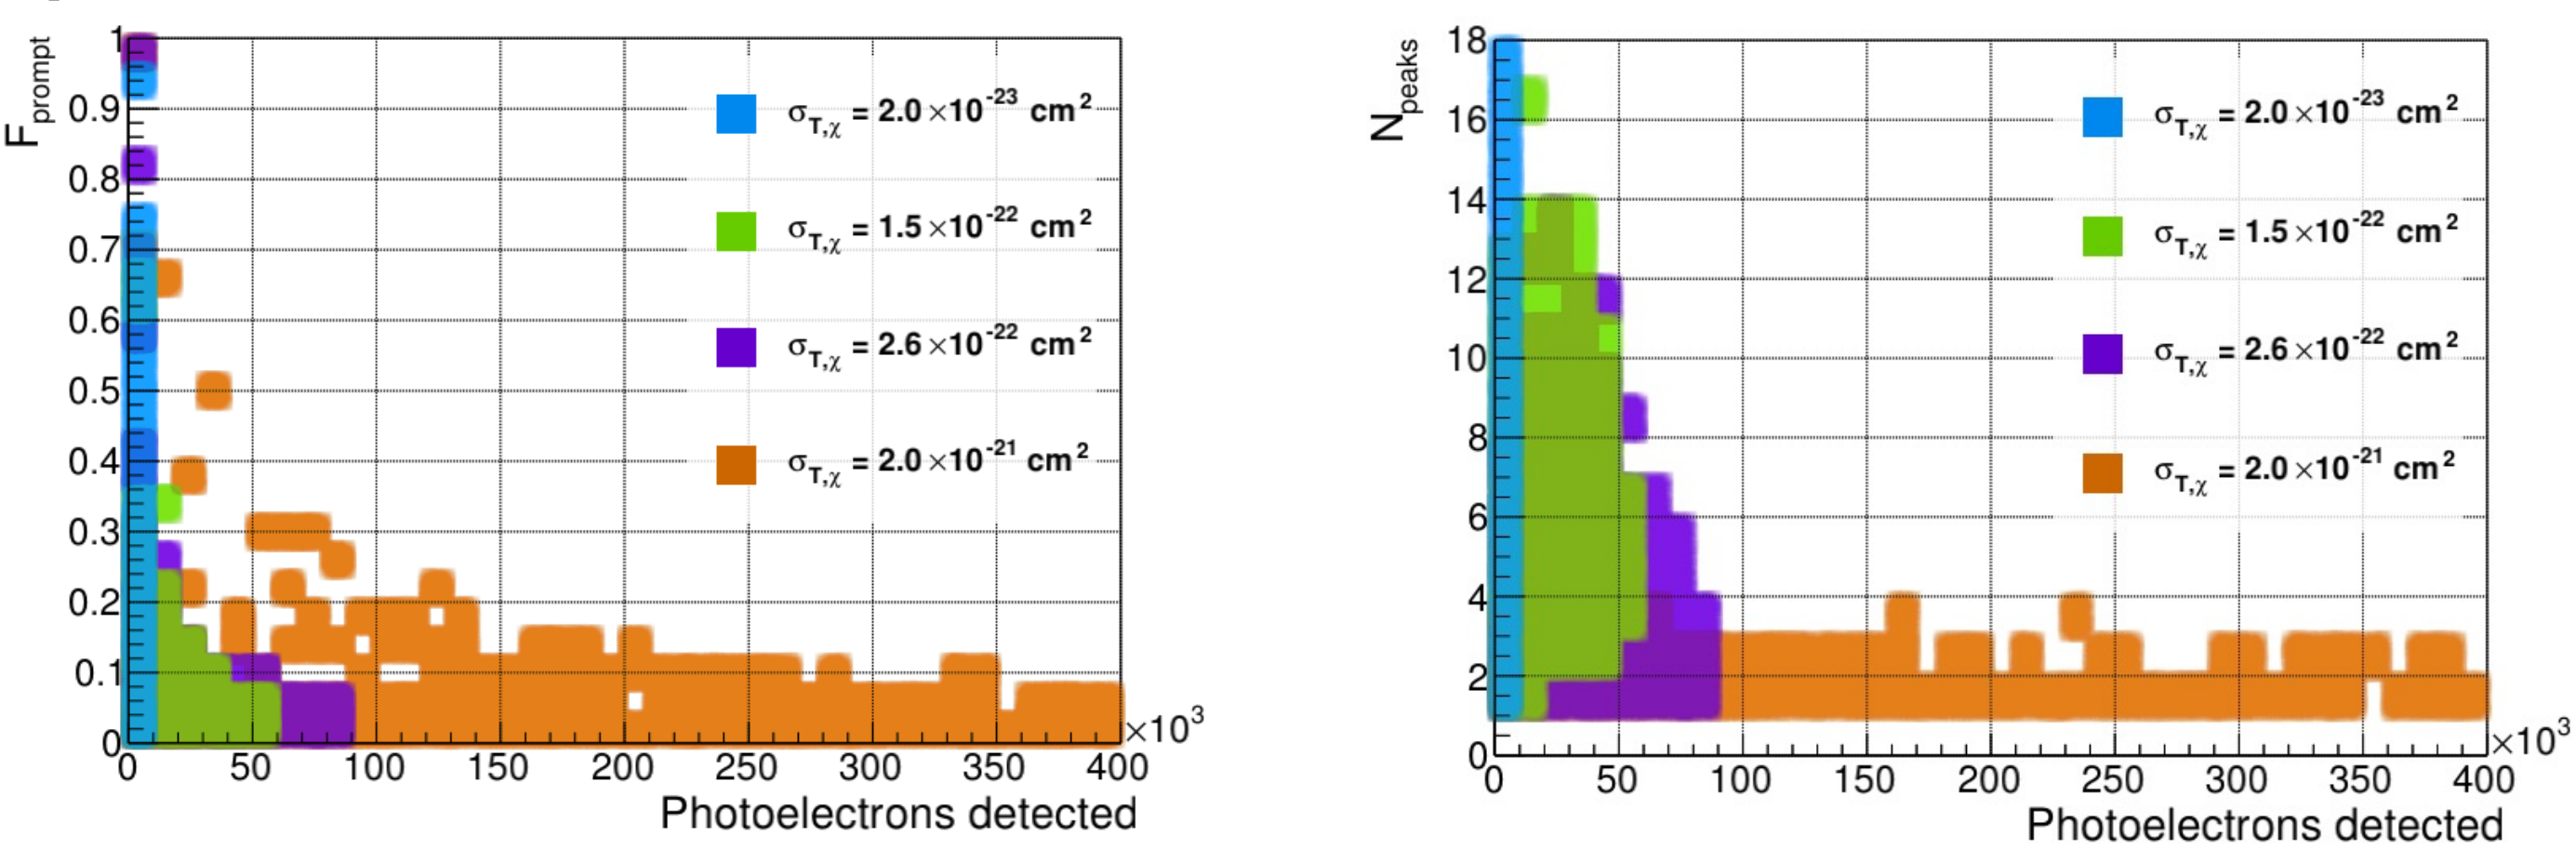 F_prompt
1
0.9
0.8
0.7
0.6
0.5
0.4
0.3
0.2
0.1
0
σ_T,χ = 2.0 ×10^-23 cm^2
σ_T,χ = 1.5 ×10^-22 cm^2
σ_T,χ = 2.6 ×10^-22 cm^2
σ_T,χ = 2.0 ×10^-21 cm^2
0 50 100 150 200 250 300 350 400
×10^3
Photoelectrons detected
N_peaks
18
16
14
12
10
8
6
4
2
0
σ_T,χ = 2.0 ×10^-23 cm^2
σ_T,χ = 1.5 ×10^-22 cm^2
σ_T,χ = 2.6 ×10^-22 cm^2
σ_T,χ = 2.0 ×10^-21 cm^2
0 50 100 150 200 250 300 350 400
×10^3
Photoelectrons detected